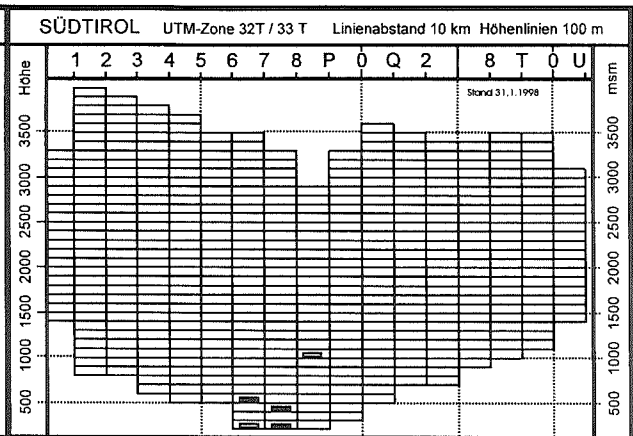 SÜDTIROL UTM-Zone 32T / 33 T Linienabstand 10 km Höhenlinien 100 m
Höhe 1 2 3 4 5 6 7 8 P 0 Q 2 8 T 0 U msm
Stand 31.1.1998
3500 3500
3000 3000
2500 2500
2000 2000
1500 1500
1000 1000
500 500